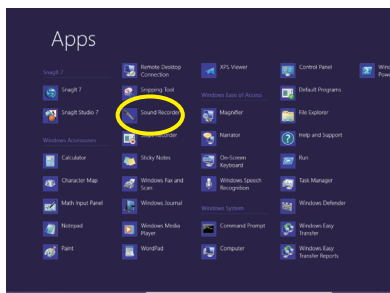 Apps
Snagit 7
Snagit 7
Snagit Studio 7
Windows Accessories
Calculator
Character Map
Math Input Panel
Notepad
Paint
Remote Desktop
Connection
Snipping Tool
Sound Recorder
Recorder
Sticky Notes
Windows Fax and
Scan
Windows Journal
Windows Media
Player
WordPad
XPS Viewer
Windows Ease of Access
Magnifier
Narrator
On-Screen
Keyboard
Windows Speech
Recognition
Windows System
Command Prompt
Computer
Control Panel
Default Programs
File Explorer
Help and Support
Run
Task Manager
Windows Defender
Windows Easy
Transfer
Windows Easy
Transfer Reports